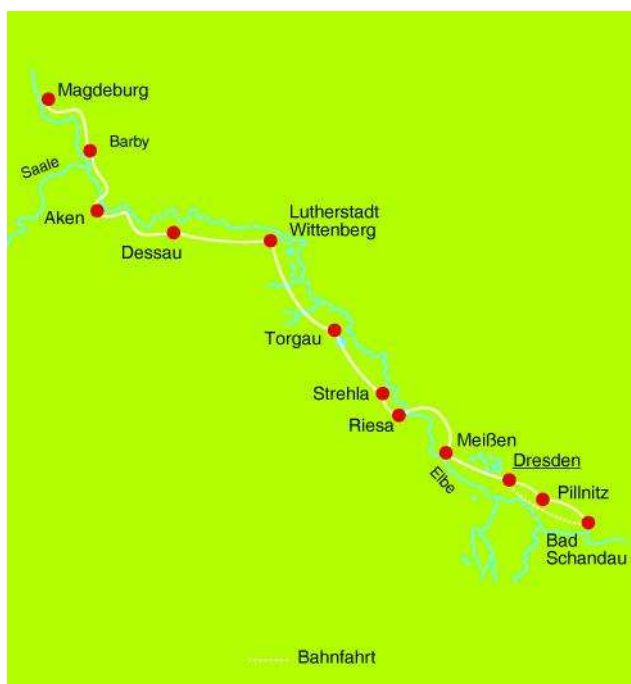 Magdeburg
Barby
Saale
Aken
Dessau
Lutherstadt
Wittenberg
Torgau
Strehla
Riesa
Meißen
Dresden
Elbe
Pillnitz
Bad
Schandau
Bahnfahrt